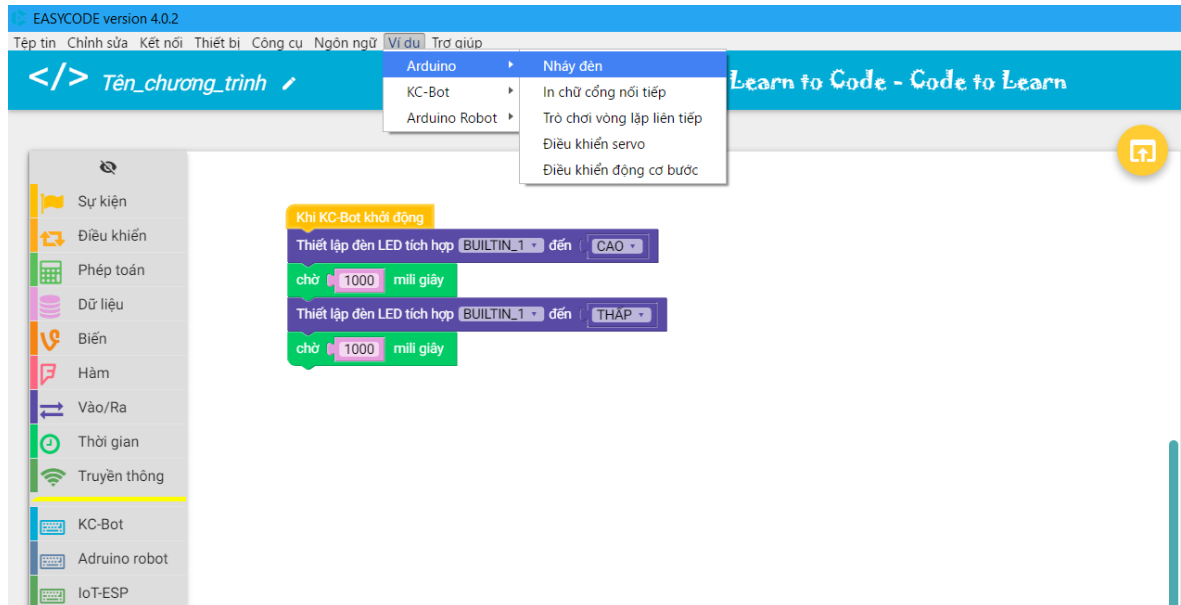 EASYCODE version 4.0.2
Tệp tin Chỉnh sửa Kết nối Thiết bị Công cụ Ngôn ngữ Ví dụ Trợ giúp
</> Tên_chương_trình
Learn to Code - Code to Learn
Arduino
KC-Bot
Arduino Robot
Nháy đèn
In chữ cổng nối tiếp
Trò chơi vòng lặp liên tiếp
Điều khiển servo
Điều khiển động cơ bước
Sự kiện
Điều khiển
Phép toán
Dữ liệu
Biến
Hàm
Vào/Ra
Thời gian
Truyền thông
KC-Bot
Adruino robot
IoT-ESP
Khi KC-Bot khởi động
Thiết lập đèn LED tích hợp BUILTIN_1 đến CAO
chờ 1000 mili giây
Thiết lập đèn LED tích hợp BUILTIN_1 đến THẤP
chờ 1000 mili giây